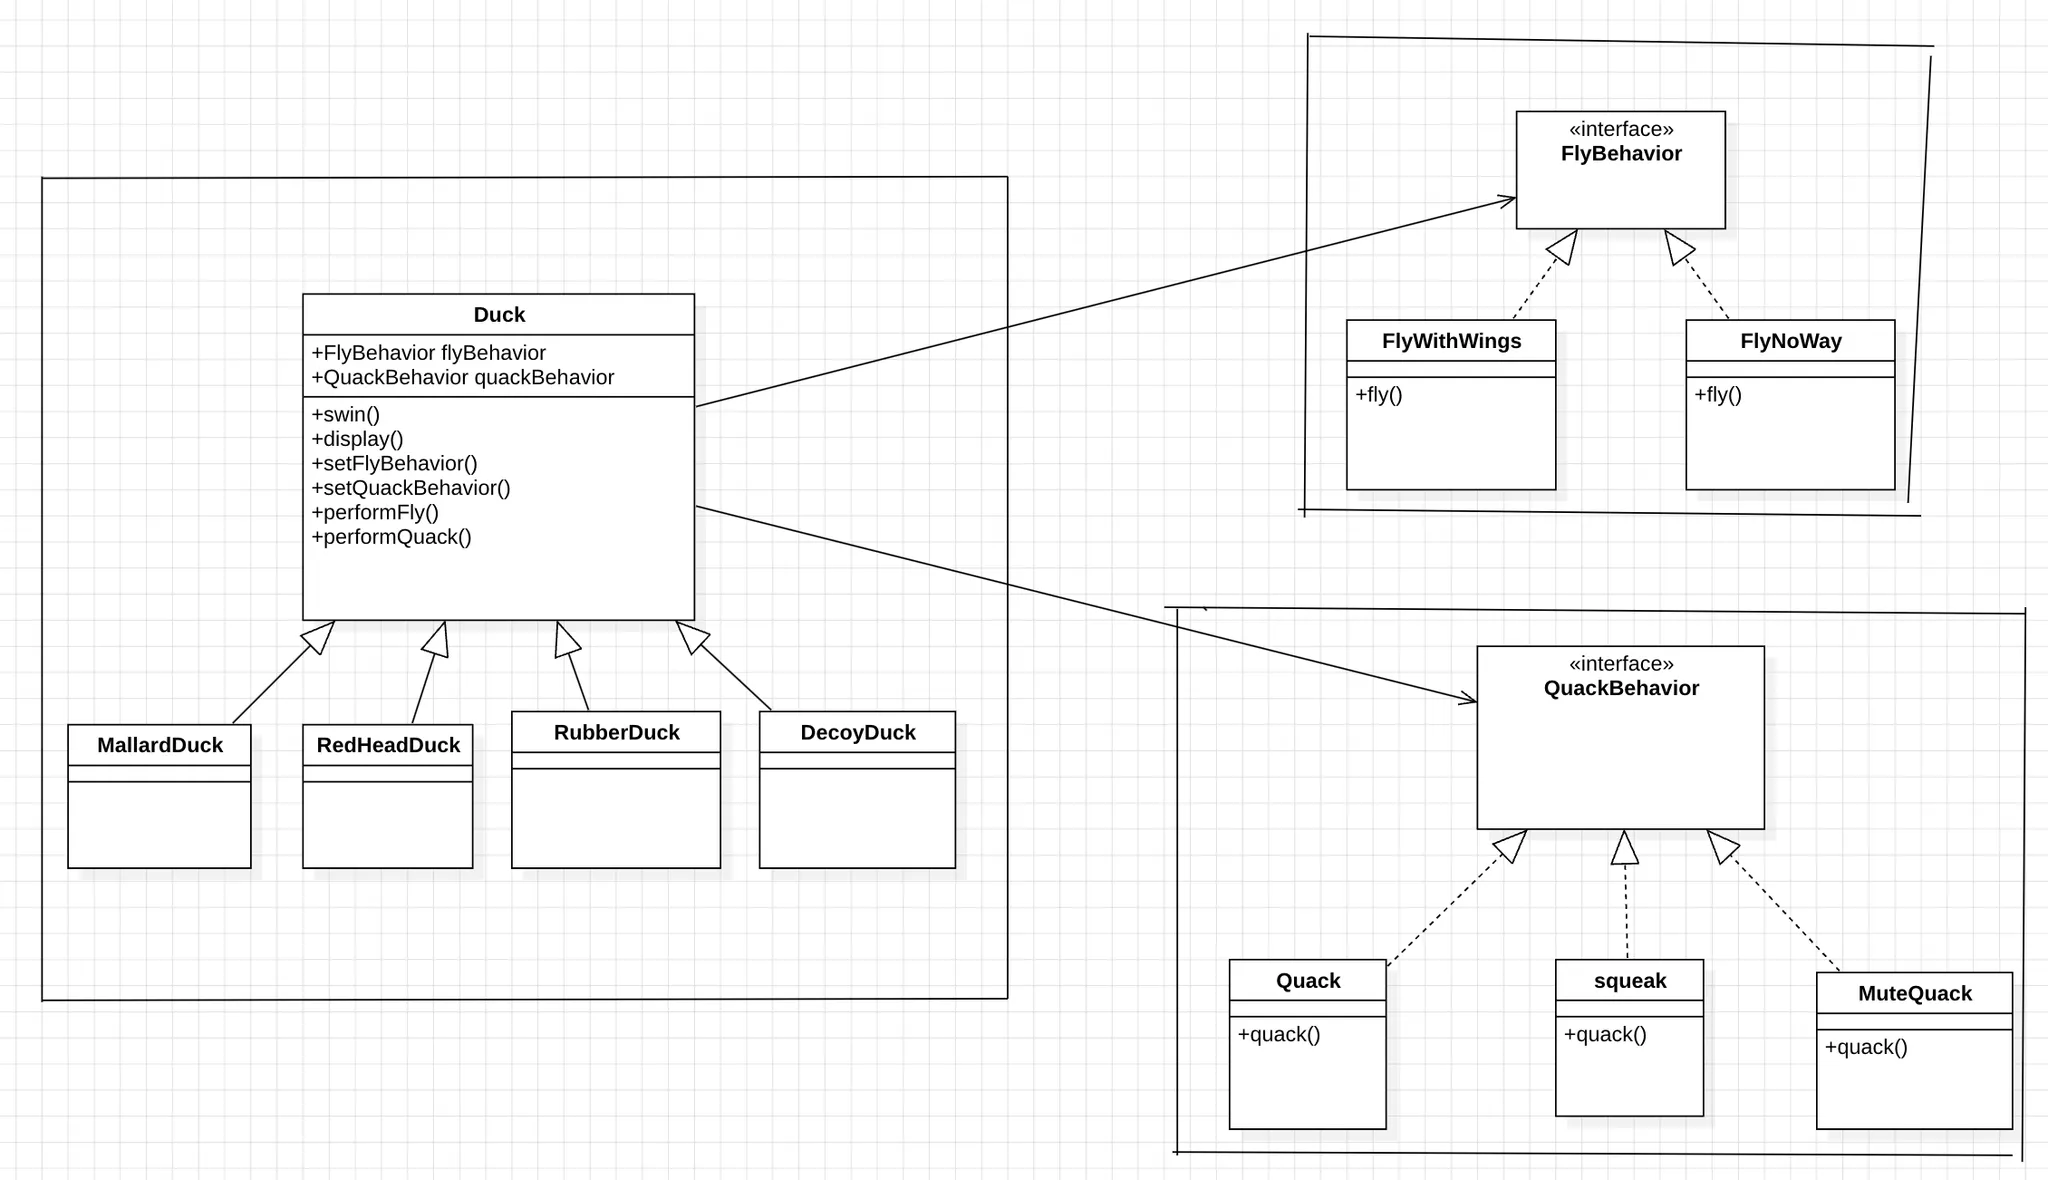 Duck
+FlyBehavior flyBehavior
+QuackBehavior quackBehavior
+swin()
+display()
+setFlyBehavior()
+setQuackBehavior()
+performFly()
+performQuack()
MallardDuck
RedHeadDuck
RubberDuck
DecoyDuck
«interface»
FlyBehavior
FlyWithWings
+fly()
FlyNoWay
+fly()
«interface»
QuackBehavior
Quack
+quack()
squeak
+quack()
MuteQuack
+quack()